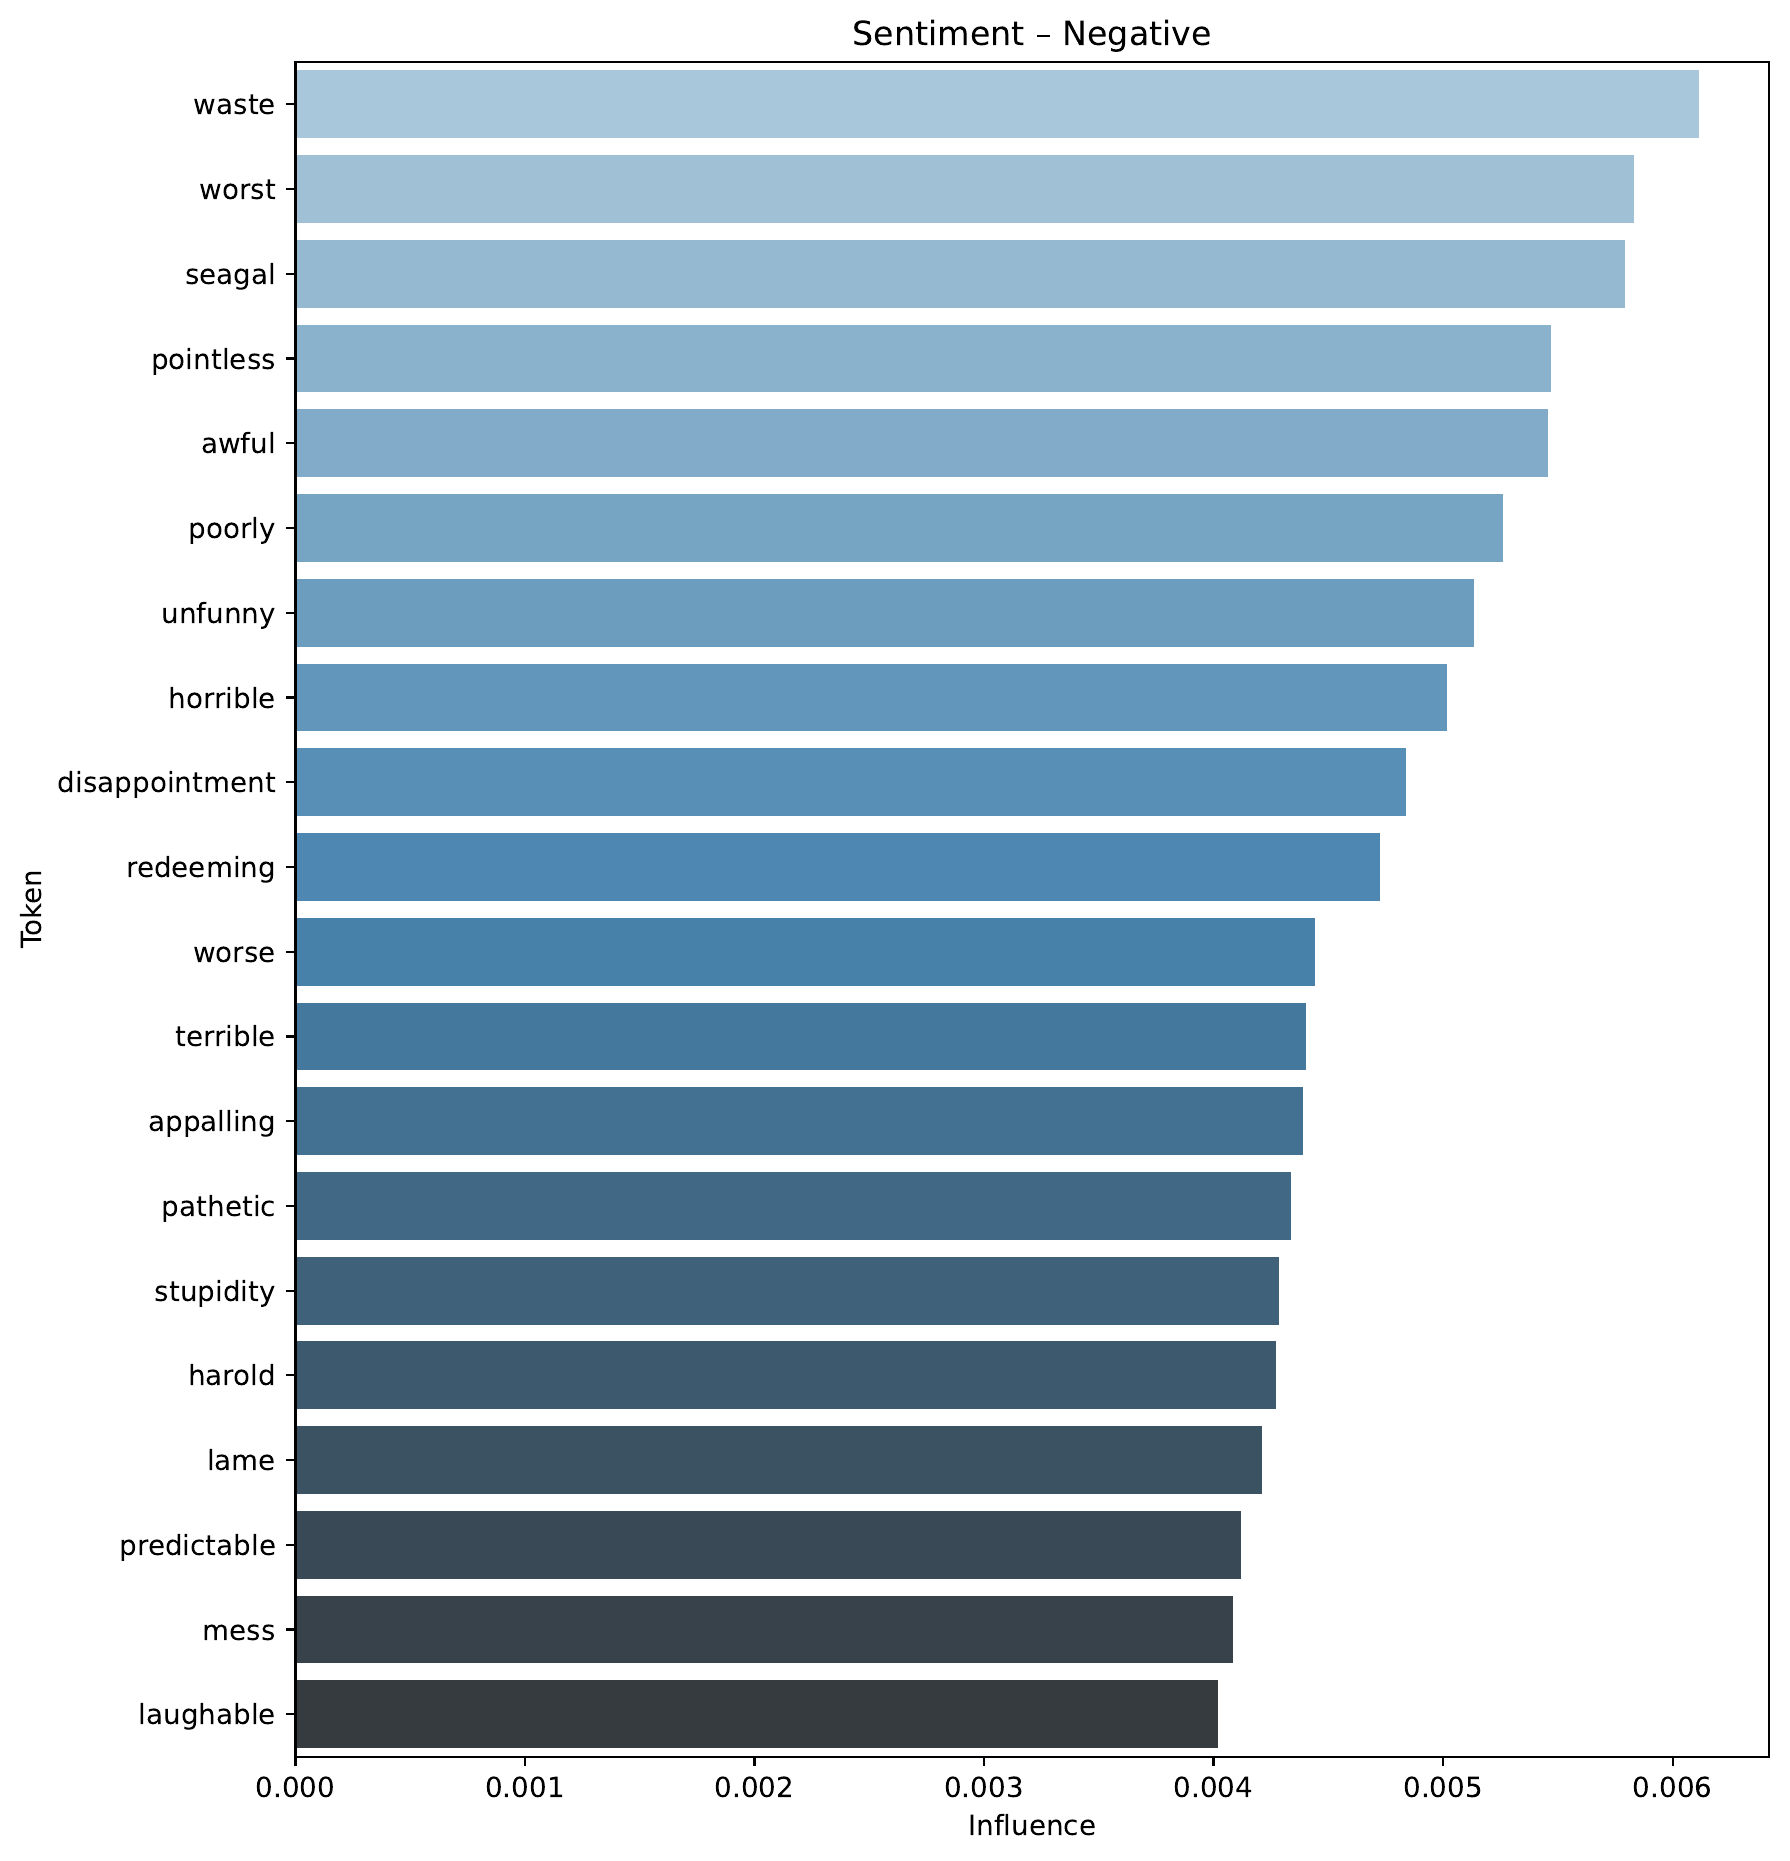 Sentiment – Negative
waste
worst
seagal
pointless
awful
poorly
unfunny
horrible
disappointment
redeeming
worse
terrible
appalling
pathetic
stupidity
harold
lame
predictable
mess
laughable
Token
0.000 0.001 0.002 0.003 0.004 0.005 0.006
Influence